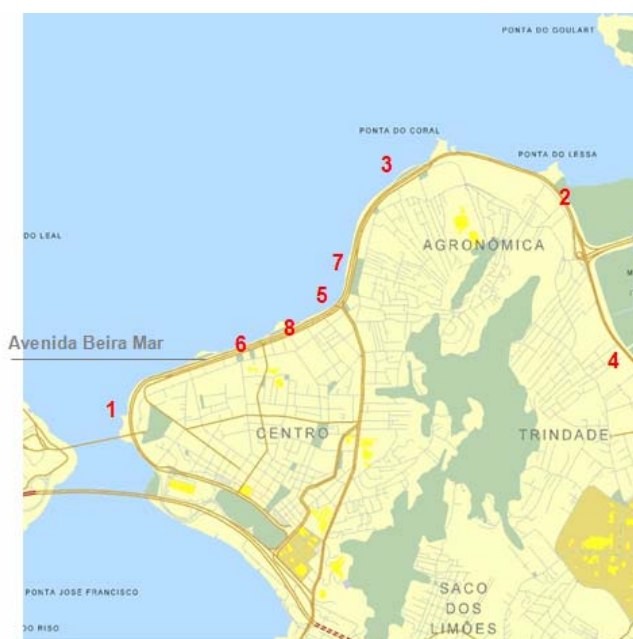 PONTA DO GOULART
PONTA DO CORAL
3
PONTA DO LESSA
2
DO LEAL
AGRONÔMICA
7
5
8
Avenida Beira Mar
6
4
1
CENTRO
TRINDADE
PONTA JOSÉ FRANCISCO
SACO
DOS
LIMÕES
DO RISO
M